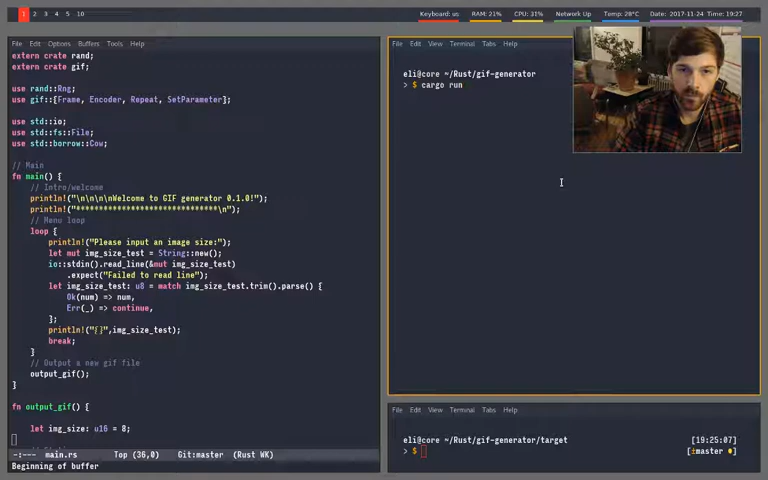 1 2 3 4 5 10
Keyboard: us RAM: 21% CPU: 31% Network Up Temp: 28°C Date: 2017-11-24 Time: 19:27
File Edit Options Buffers Tools Help
extern crate rand;
extern crate gif;
use rand::Rng;
use gif::{Frame, Encoder, Repeat, SetParameter};
use std::io;
use std::fs::File;
use std::borrow::Cow;
// Main
fn main() {
// Intro/welcome
println!("\n\n\n\nWelcome to GIF generator 0.1.0!");
println!("*****************************\n");
// Menu loop
loop {
println!("Please input an image size:");
let mut img_size_test = String::new();
io::stdin().read_line(&mut img_size_test)
.expect("Failed to read line");
let img_size_test: u8 = match img_size_test.trim().parse() {
Ok(num) => num,
Err(_) => continue,
};
println!("{}",img_size_test);
break;
}
// Output a new gif file
output_gif();
}
fn output_gif() {
let img_size: u16 = 8;
-:--- main.rs Top (36,0) Git:master (Rust WK)
Beginning of buffer
File Edit View Terminal Tabs Help
eli@core ~/Rust/gif-generator
> $ cargo run
File Edit View Terminal Tabs Help
eli@core ~/Rust/gif-generator/target [19:25:07]
> $ [±master ●]